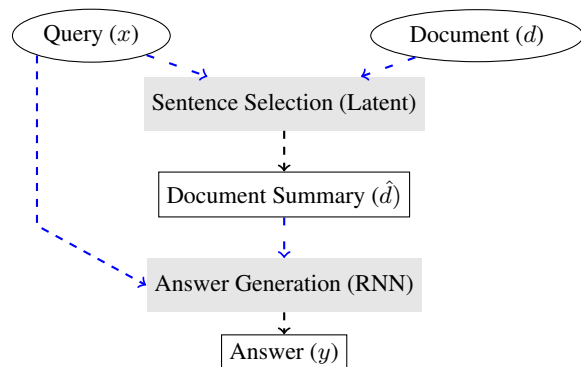 Query (x)
Document (d)
Sentence Selection (Latent)
Document Summary (d̂)
Answer Generation (RNN)
Answer (y)